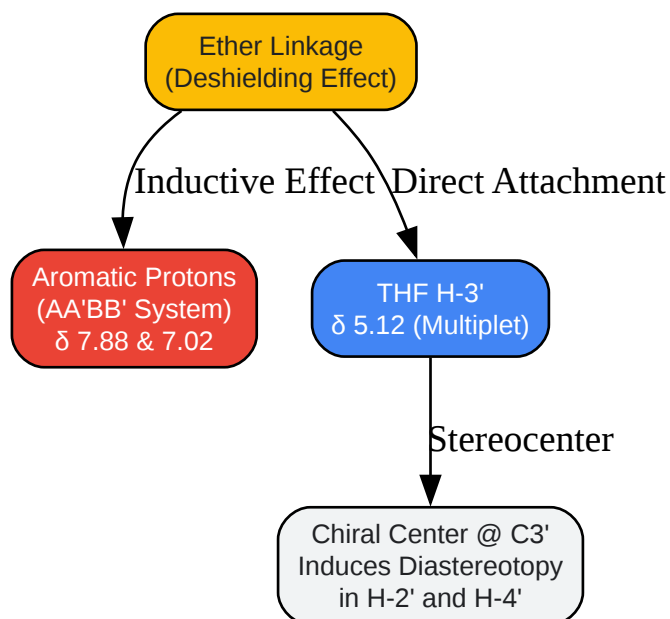 Ether Linkage
(Deshielding Effect)
Inductive Effect
Direct Attachment
Aromatic Protons
(AA'BB' System)
δ 7.88 & 7.02
THF H-3'
δ 5.12 (Multiplet)
Stereocenter
Chiral Center @ C3'
Induces Diastereotopy
in H-2' and H-4'